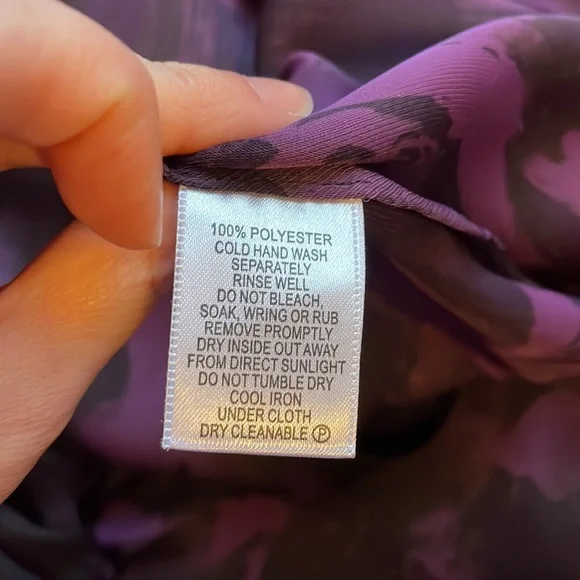 100% POLYESTER
COLD HAND WASH
SEPARATELY
RINSE WELL
DO NOT BLEACH,
SOAK, WRING OR RUB
REMOVE PROMPTLY
DRY INSIDE OUT AWAY
FROM DIRECT SUNLIGHT
DO NOT TUMBLE DRY
COOL IRON
UNDER CLOTH
DRY CLEANABLE Ⓟ